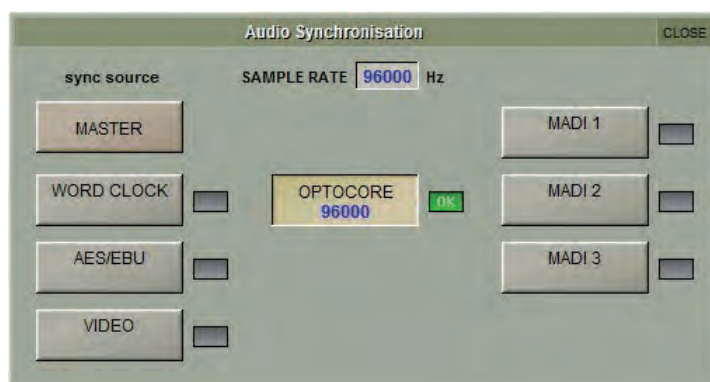 Audio Synchronisation
CLOSE
sync source
SAMPLE RATE 96000 Hz
MASTER
MADI 1
WORD CLOCK
OPTOCORE
96000
OK
MADI 2
AES/EBU
MADI 3
VIDEO